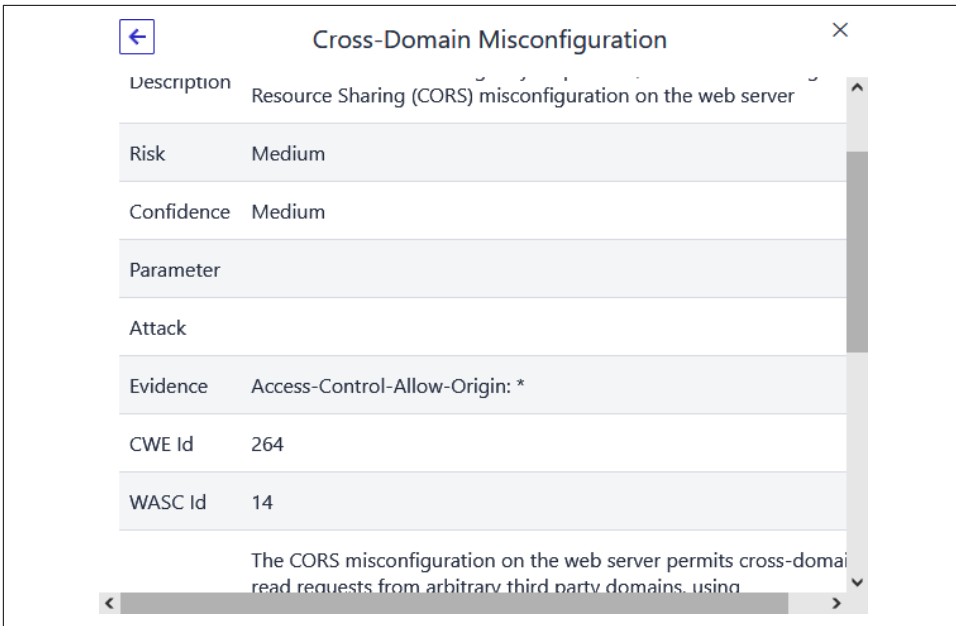 Cross-Domain Misconfiguration
Description
Resource Sharing (CORS) misconfiguration on the web server
Risk Medium
Confidence Medium
Parameter
Attack
Evidence Access-Control-Allow-Origin: *
CWE Id 264
WASC Id 14
The CORS misconfiguration on the web server permits cross-domai
read requests from arbitrary third party domains, using